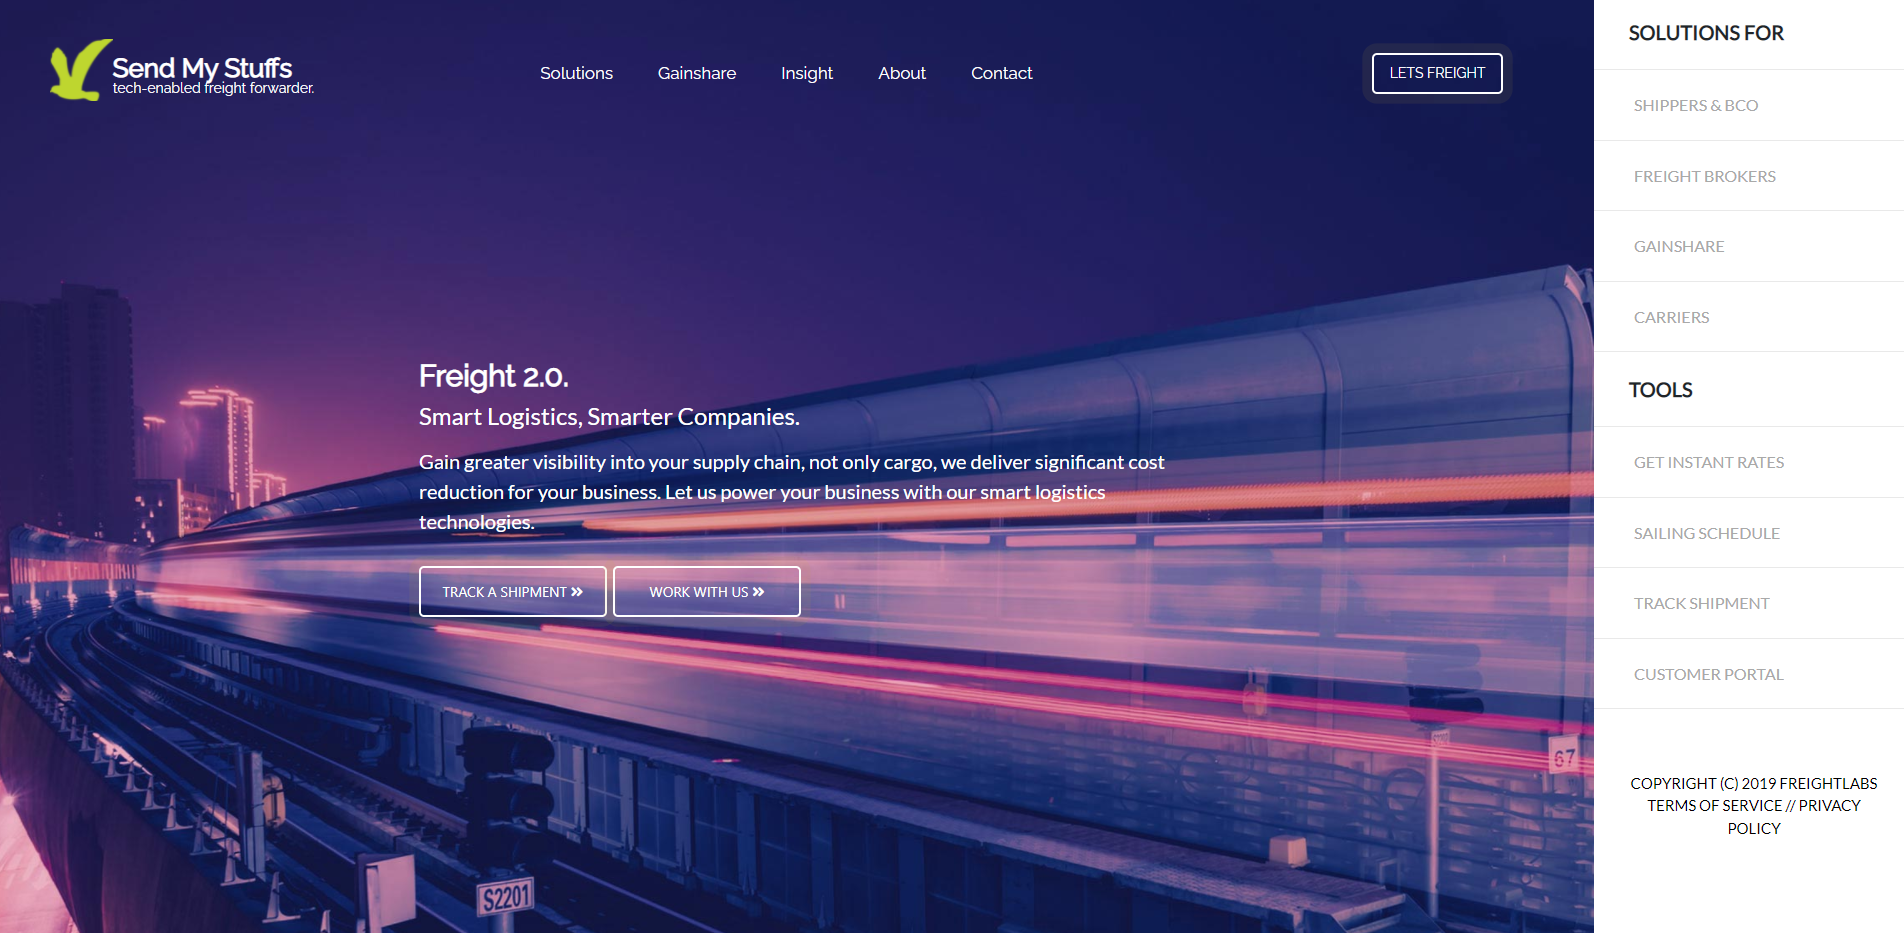 Send My Stuffs
tech-enabled freight forwarder.
Solutions
Gainshare
Insight
About
Contact
LETS FREIGHT
Freight 2.0.
Smart Logistics, Smarter Companies.
Gain greater visibility into your supply chain, not only cargo, we deliver significant cost
reduction for your business. Let us power your business with our smart logistics
technologies.
TRACK A SHIPMENT »
WORK WITH US »
67
S2201
SOLUTIONS FOR
SHIPPERS & BCO
FREIGHT BROKERS
GAINSHARE
CARRIERS
TOOLS
GET INSTANT RATES
SAILING SCHEDULE
TRACK SHIPMENT
CUSTOMER PORTAL
COPYRIGHT (C) 2019 FREIGHTLABS
TERMS OF SERVICE // PRIVACY
POLICY